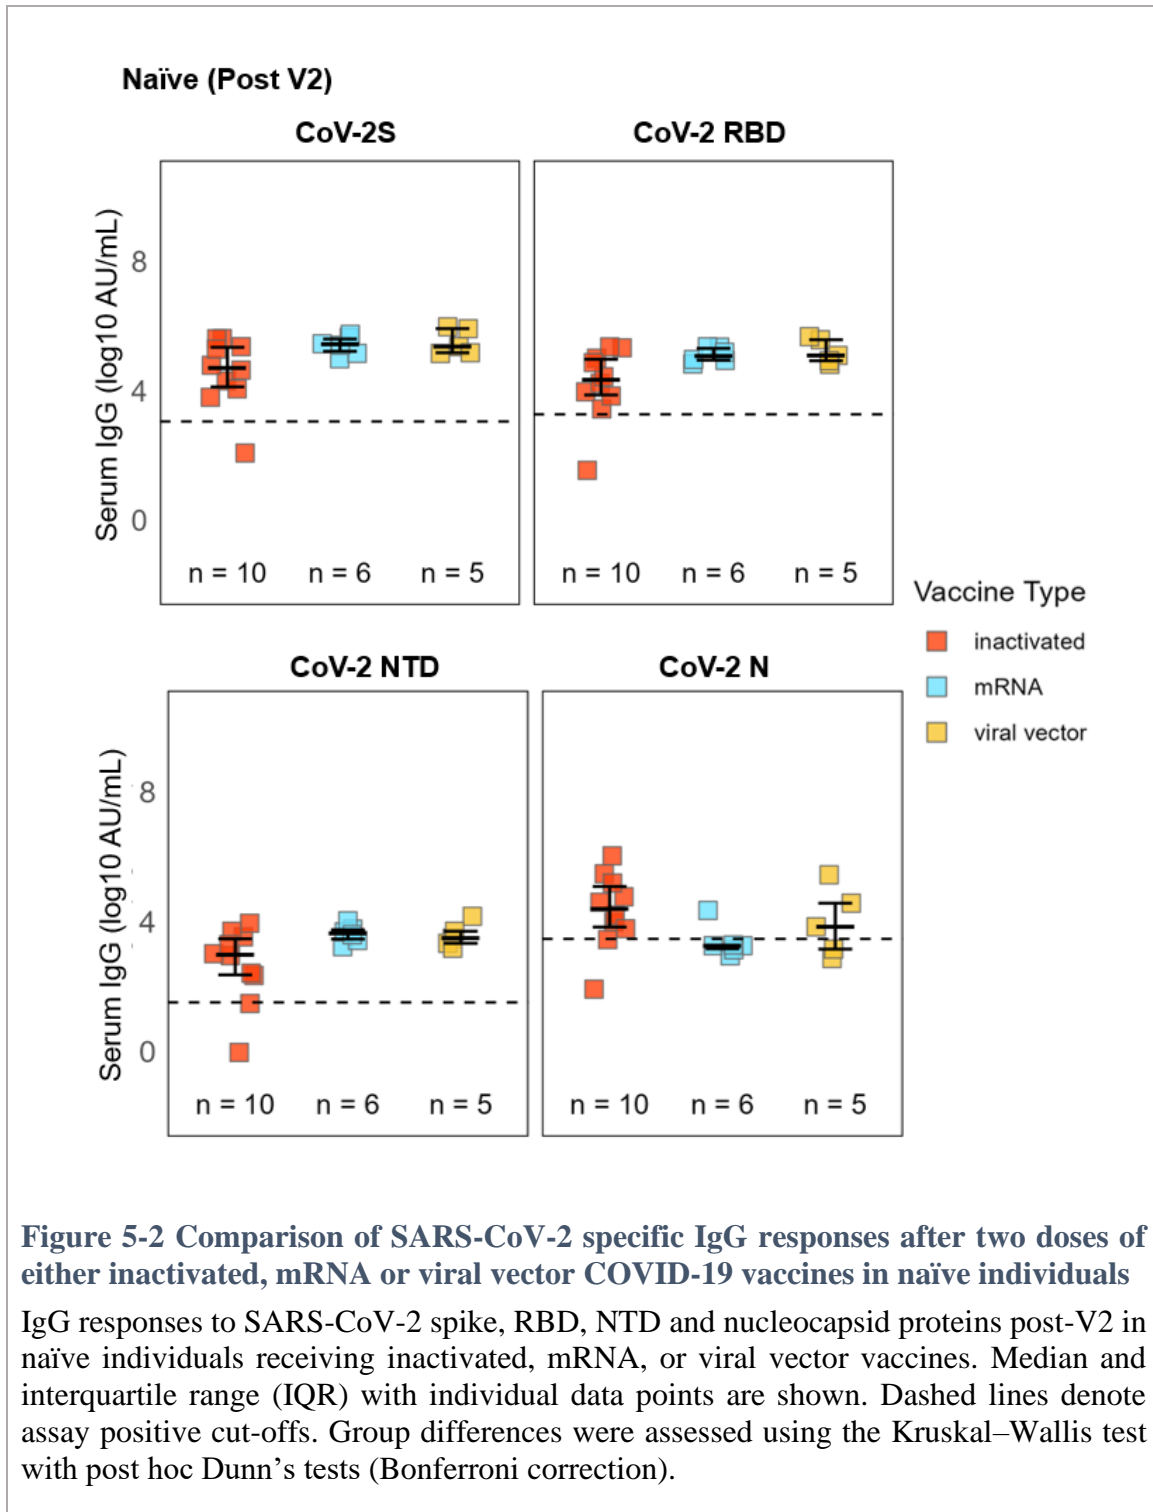 Naïve (Post V2)
CoV-2S
CoV-2 RBD
Serum IgG (log10 AU/mL)
8
4
0
n = 10
n = 6
n = 5
n = 10
n = 6
n = 5
Vaccine Type
inactivated
mRNA
viral vector
CoV-2 NTD
CoV-2 N
Serum IgG (log10 AU/mL)
8
4
0
n = 10
n = 6
n = 5
n = 10
n = 6
n = 5
Figure 5-2 Comparison of SARS-CoV-2 specific IgG responses after two doses of
either inactivated, mRNA or viral vector COVID-19 vaccines in naïve individuals
IgG responses to SARS-CoV-2 spike, RBD, NTD and nucleocapsid proteins post-V2 in
naïve individuals receiving inactivated, mRNA, or viral vector vaccines. Median and
interquartile range (IQR) with individual data points are shown. Dashed lines denote
assay positive cut-offs. Group differences were assessed using the Kruskal–Wallis test
with post hoc Dunn’s tests (Bonferroni correction).